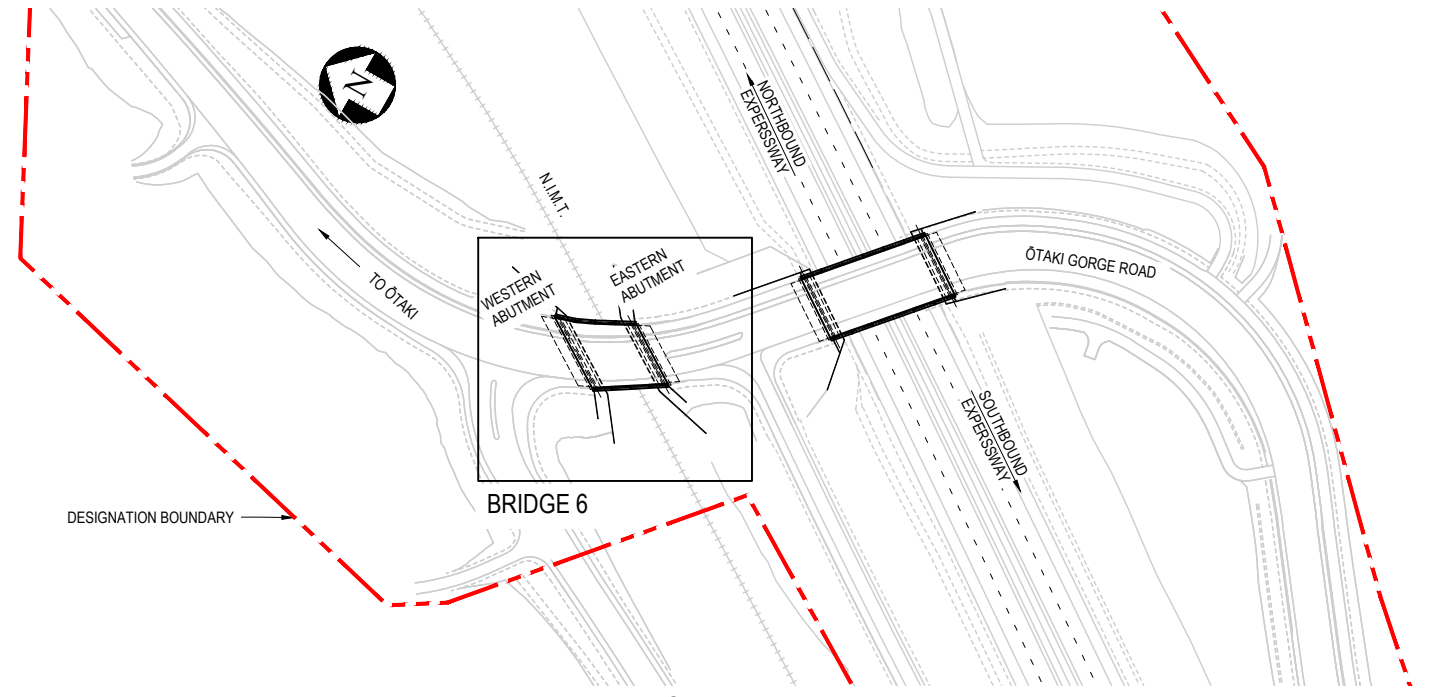 N
N.I.M.T.
NORTHBOUND
EXPERSSWAY
TO ŌTAKI
WESTERN
ABUTMENT
EASTERN
ABUTMENT
ŌTAKI GORGE ROAD
SOUTHBOUND
EXPERSSWAY
BRIDGE 6
DESIGNATION BOUNDARY